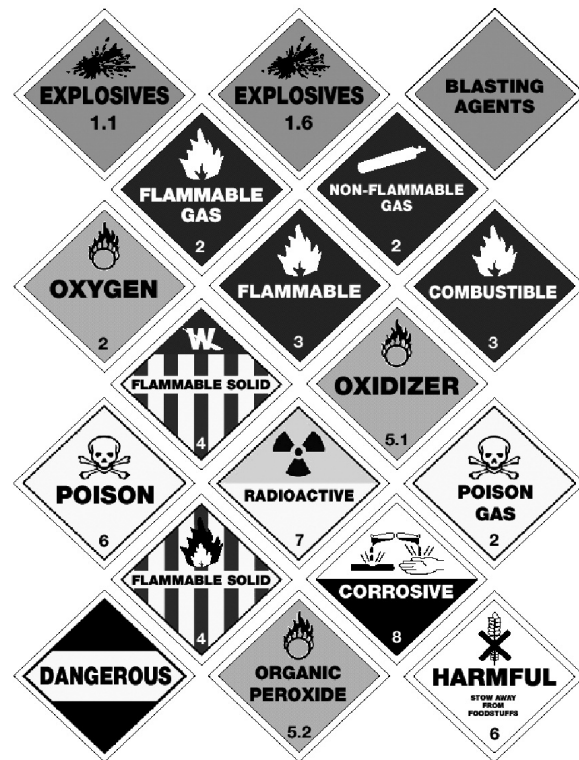 EXPLOSIVES
1.1
EXPLOSIVES
1.6
BLASTING
AGENTS
FLAMMABLE
GAS
2
NON-FLAMMABLE
GAS
2
OXYGEN
2
FLAMMABLE
3
COMBUSTIBLE
3
W
FLAMMABLE SOLID
4
OXIDIZER
5.1
POISON
6
RADIOACTIVE
7
POISON
GAS
2
FLAMMABLE SOLID
4
CORROSIVE
8
DANGEROUS
ORGANIC
PEROXIDE
5.2
HARMFUL
STOW AWAY
FROM
FOODSTUFFS
6